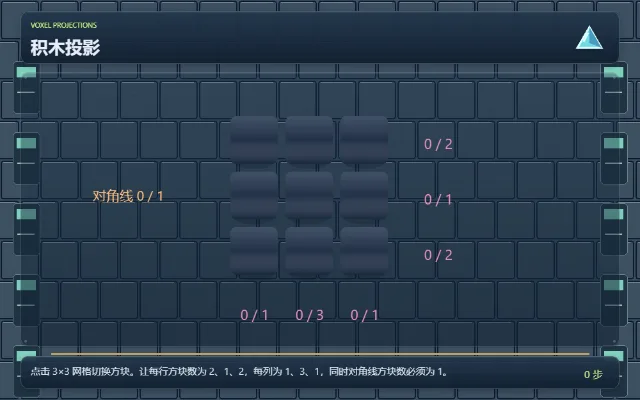 VOXEL PROJECTIONS
积木投影
0 / 2
对角线 0 / 1
0 / 1
0 / 2
0 / 1 0 / 3 0 / 1
点击 3×3 网格切换方块。让每行方块数为 2、1、2，每列为 1、3、1，同时对角线方块数必须为 1。
0 步